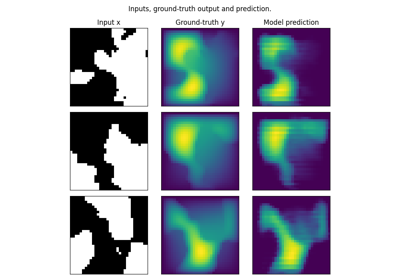 Inputs, ground-truth output and prediction.
Input x
Ground-truth y
Model prediction